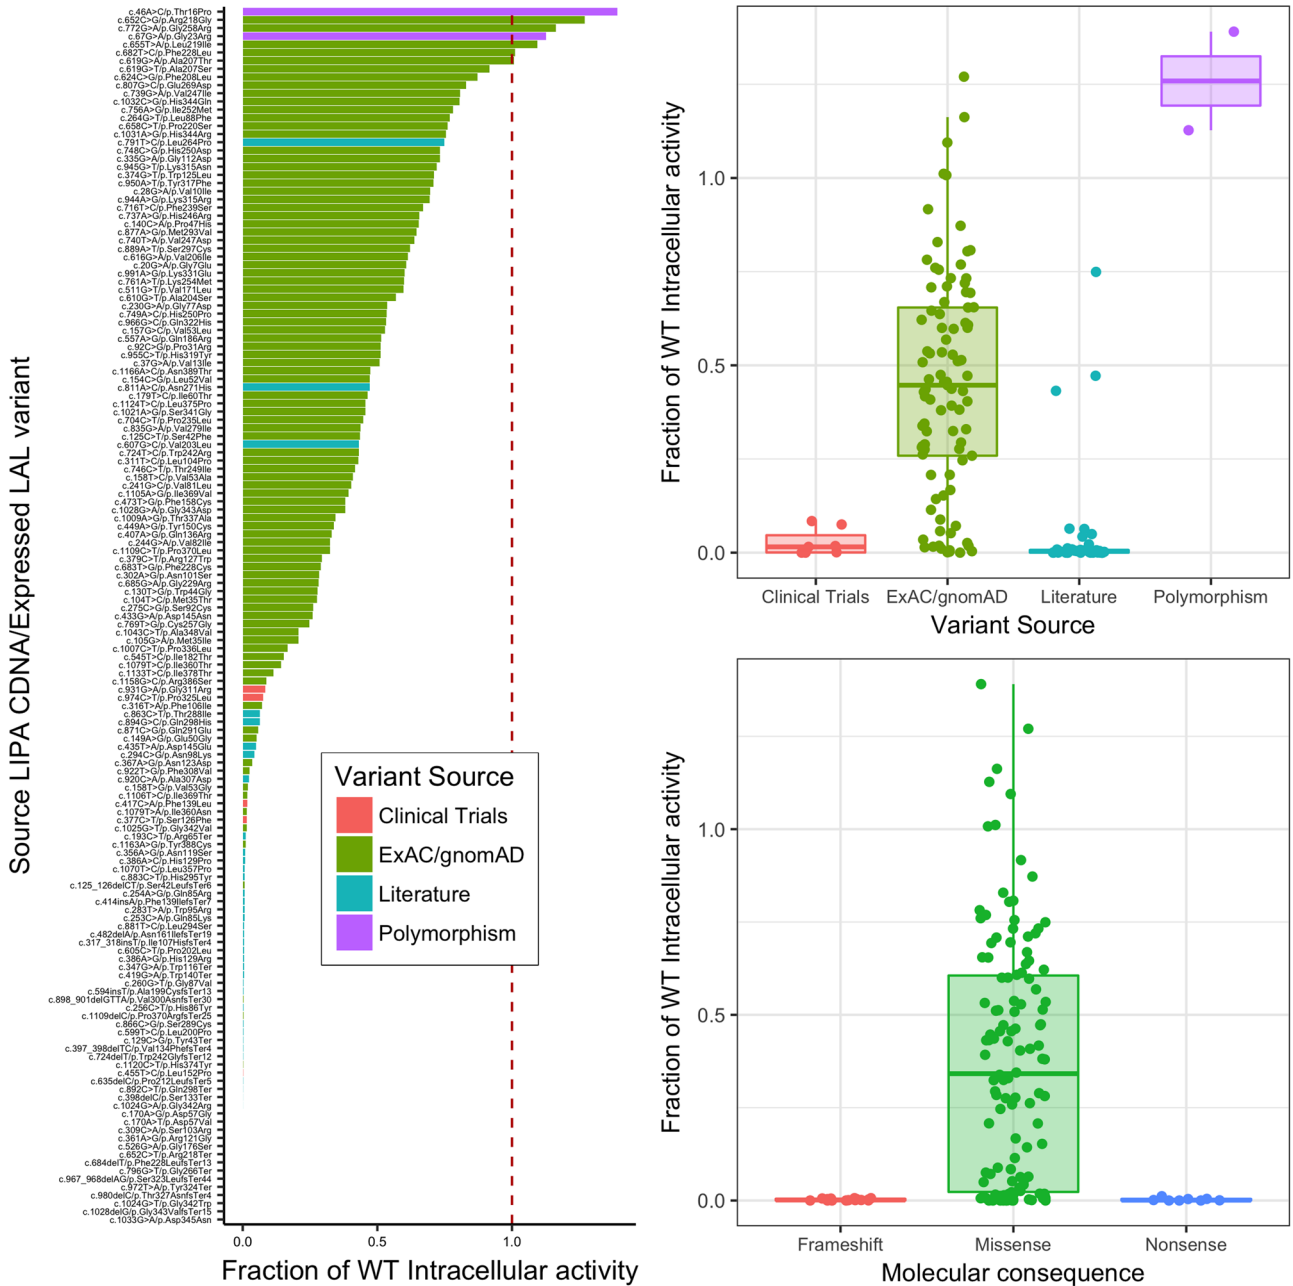 Source LIPA CDNA/Expressed LAL variant
c.46A>C/p.Thr16Pro
c.652C>G/p.Arg218Gly
c.772G>A/p.Gly258Arg
c.67G>A/p.Gly23Arg
c.655T>A/p.Leu219Ile
c.682T>C/p.Phe228Leu
c.619G>A/p.Ala207Thr
c.619G>T/p.Ala207Ser
c.624C>G/p.Phe208Leu
c.807G>C/p.Glu269Asp
c.739G>A/p.Val247Ile
c.1032C>G/p.His344Gln
c.756A>G/p.Ile252Met
c.264G>T/p.Leu88Phe
c.658C>T/p.Pro220Ser
c.1031A>G/p.His344Arg
c.791T>C/p.Leu264Pro
c.748C>G/p.His250Asp
c.335G>A/p.Gly112Asp
c.945G>T/p.Lys315Asn
c.374G>T/p.Trp125Leu
c.950A>T/p.Tyr317Phe
c.28G>A/p.Val10Ile
c.944A>G/p.Lys315Arg
c.716T>C/p.Phe239Ser
c.737A>G/p.His246Arg
c.140C>A/p.Pro47His
c.877A>G/p.Met293Val
c.740T>A/p.Val247Asp
c.889A>T/p.Ser297Cys
c.616G>A/p.Val206Ile
c.20G>A/p.Gly7Glu
c.991A>G/p.Lys331Glu
c.761A>T/p.Lys254Met
c.511G>T/p.Val171Leu
c.610G>T/p.Ala204Ser
c.230G>A/p.Gly77Asp
c.749A>C/p.His250Pro
c.966G>C/p.Gln322His
c.157G>C/p.Val53Leu
c.557A>G/p.Gln186Arg
c.92C>G/p.Pro31Arg
c.955C>T/p.His319Tyr
c.37G>A/p.Val13Ile
c.1166A>C/p.Asn389Thr
c.154C>G/p.Leu52Val
c.811A>C/p.Asn271His
c.179T>C/p.Ile60Thr
c.1124T>C/p.Leu375Pro
c.1021A>G/p.Ser341Gly
c.704C>T/p.Pro235Leu
c.835G>A/p.Val279Ile
c.125C>T/p.Ser42Phe
c.607G>C/p.Val203Leu
c.724T>C/p.Trp242Arg
c.311T>C/p.Leu104Pro
c.746C>T/p.Thr249Ile
c.158T>C/p.Val53Ala
c.241G>C/p.Val81Leu
c.1105A>G/p.Ile369Val
c.473T>G/p.Phe158Cys
c.1028G>A/p.Gly343Asp
c.1009A>G/p.Thr337Ala
c.449A>G/p.Tyr150Cys
c.407A>G/p.Gln136Arg
c.244G>A/p.Val82Ile
c.1109C>T/p.Pro370Leu
c.379C>T/p.Arg127Trp
c.683T>G/p.Phe228Cys
c.302A>G/p.Asn101Ser
c.685G>A/p.Gly229Arg
c.130T>G/p.Trp44Gly
c.104T>C/p.Met35Thr
c.275C>G/p.Ser92Cys
c.433G>A/p.Asp145Asn
c.769T>G/p.Cys257Gly
c.1043C>T/p.Ala348Val
c.105G>A/p.Met35Ile
c.1007C>T/p.Pro336Leu
c.545T>C/p.Ile182Thr
c.1079T>C/p.Ile360Thr
c.1133T>C/p.Ile378Thr
c.1158G>C/p.Arg386Ser
c.931G>A/p.Gly311Arg
c.974C>T/p.Pro325Leu
c.316T>A/p.Phe106Ile
c.863C>T/p.Thr288Ile
c.894G>C/p.Gln298His
c.871C>G/p.Gln291Glu
c.149A>G/p.Glu50Gly
c.435T>A/p.Asp145Glu
c.294C>G/p.Asn98Lys
c.367A>G/p.Asn123Asp
c.922T>G/p.Phe308Val
c.920C>A/p.Ala307Asp
c.158T>G/p.Val53Gly
c.1106T>C/p.Ile369Thr
c.417C>A/p.Phe139Leu
c.1079T>A/p.Ile360Asn
c.377C>T/p.Ser126Phe
c.1025G>T/p.Gly342Val
c.193C>T/p.Arg65Ter
c.1163A>G/p.Tyr388Cys
c.356A>G/p.Asn119Ser
c.386A>C/p.His129Pro
c.1070T>C/p.Leu357Pro
c.883C>T/p.His295Tyr
c.125_126delCT/p.Ser42LeufsTer6
c.254A>G/p.Gln85Arg
c.414insA/p.Phe139IlefsTer7
c.283T>A/p.Trp95Arg
c.253C>A/p.Gln85Lys
c.881T>C/p.Leu294Ser
c.482delA/p.Asn161IlefsTer19
c.317_318insT/p.Ile107HisfsTer4
c.605C>T/p.Pro202Leu
c.386A>G/p.His129Arg
c.347G>A/p.Trp116Ter
c.419G>A/p.Trp140Ter
c.260G>T/p.Gly87Val
c.594insT/p.Ala199CysfsTer13
c.898_901delGTTA/p.Val300AsnfsTer30
c.256C>T/p.His86Tyr
c.1109delC/p.Pro370ArgfsTer25
c.866C>G/p.Ser289Cys
c.599T>C/p.Leu200Pro
c.129C>G/p.Tyr43Ter
c.397_398delTC/p.Val134PhefsTer4
c.724delT/p.Trp242GlyfsTer12
c.1120C>T/p.His374Tyr
c.455T>C/p.Leu152Pro
c.635delC/p.Pro212LeufsTer5
c.892C>T/p.Gln298Ter
c.398delC/p.Ser133Ter
c.1024G>A/p.Gly342Arg
c.170A>G/p.Asp57Gly
c.170A>T/p.Asp57Val
c.309C>A/p.Ser103Arg
c.361A>G/p.Arg121Gly
c.526G>A/p.Gly176Ser
c.652C>T/p.Arg218Ter
c.684delT/p.Phe228LeufsTer13
c.796G>T/p.Gly266Ter
c.967_968delAG/p.Ser323LeufsTer44
c.972T>A/p.Tyr324Ter
c.980delC/p.Thr327AsnfsTer4
c.1024G>T/p.Gly342Trp
c.1028delG/p.Gly343ValfsTer15
c.1033G>A/p.Asp345Asn
0.0 0.5 1.0
Fraction of WT Intracellular activity
Variant Source
Clinical Trials
ExAC/gnomAD
Literature
Polymorphism
Fraction of WT Intracellular activity
1.0
0.5
0.0
Clinical Trials ExAC/gnomAD Literature Polymorphism
Variant Source
Fraction of WT Intracellular activity
1.0
0.5
0.0
Frameshift Missense Nonsense
Molecular consequence